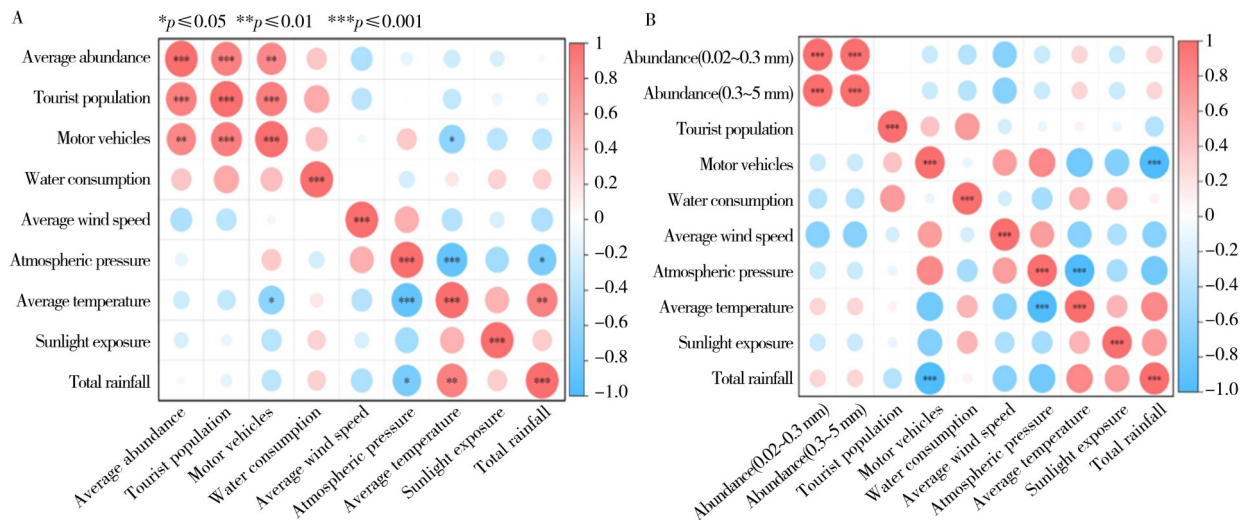 A
*p≤0.05 **p≤0.01 ***p≤0.001
Average abundance
Tourist population
Motor vehicles
Water consumption
Average wind speed
Atmospheric pressure
Average temperature
Sunlight exposure
Total rainfall
*** *** **
*** *** ***
** *** *** *
***
***
*** *** *
* *** *** **
***
* ** ***
1
0.8
0.6
0.4
0.2
0
-0.2
-0.4
-0.6
-0.8
-1.0
Average abundance
Tourist population
Motor vehicles
Water consumption
Average wind speed
Atmospheric pressure
Average temperature
Sunlight exposure
Total rainfall
B
Abundance(0.02~0.3 mm)
Abundance(0.3~5 mm)
Tourist population
Motor vehicles
Water consumption
Average wind speed
Atmospheric pressure
Average temperature
Sunlight exposure
Total rainfall
*** ***
*** ***
***
*** ***
***
***
*** ***
*** ***
***
*** ***
1
0.8
0.6
0.4
0.2
0
-0.2
-0.4
-0.6
-0.8
-1.0
Abundance(0.02~0.3 mm)
Abundance(0.3~5 mm)
Tourist population
Motor vehicles
Water consumption
Average wind speed
Atmospheric pressure
Average temperature
Sunlight exposure
Total rainfall